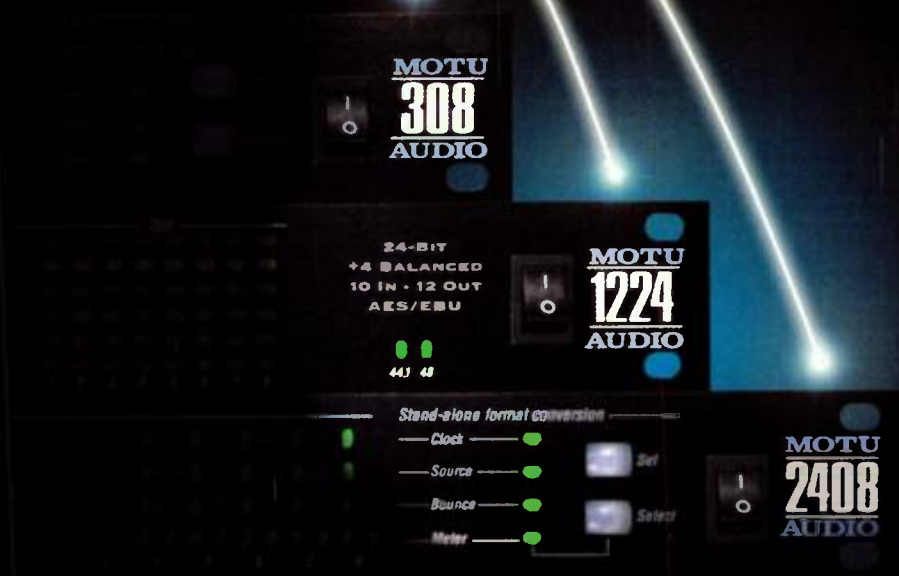 MOTU
308
AUDIO
24-BIT
+4 BALANCED
10 IN • 12 OUT
AES/EBU
MOTU
1224
AUDIO
44.1 48
Stand-alone format conversion
Clock
Set
Source
Bounce
Select
Meter
MOTU
2408
AUDIO